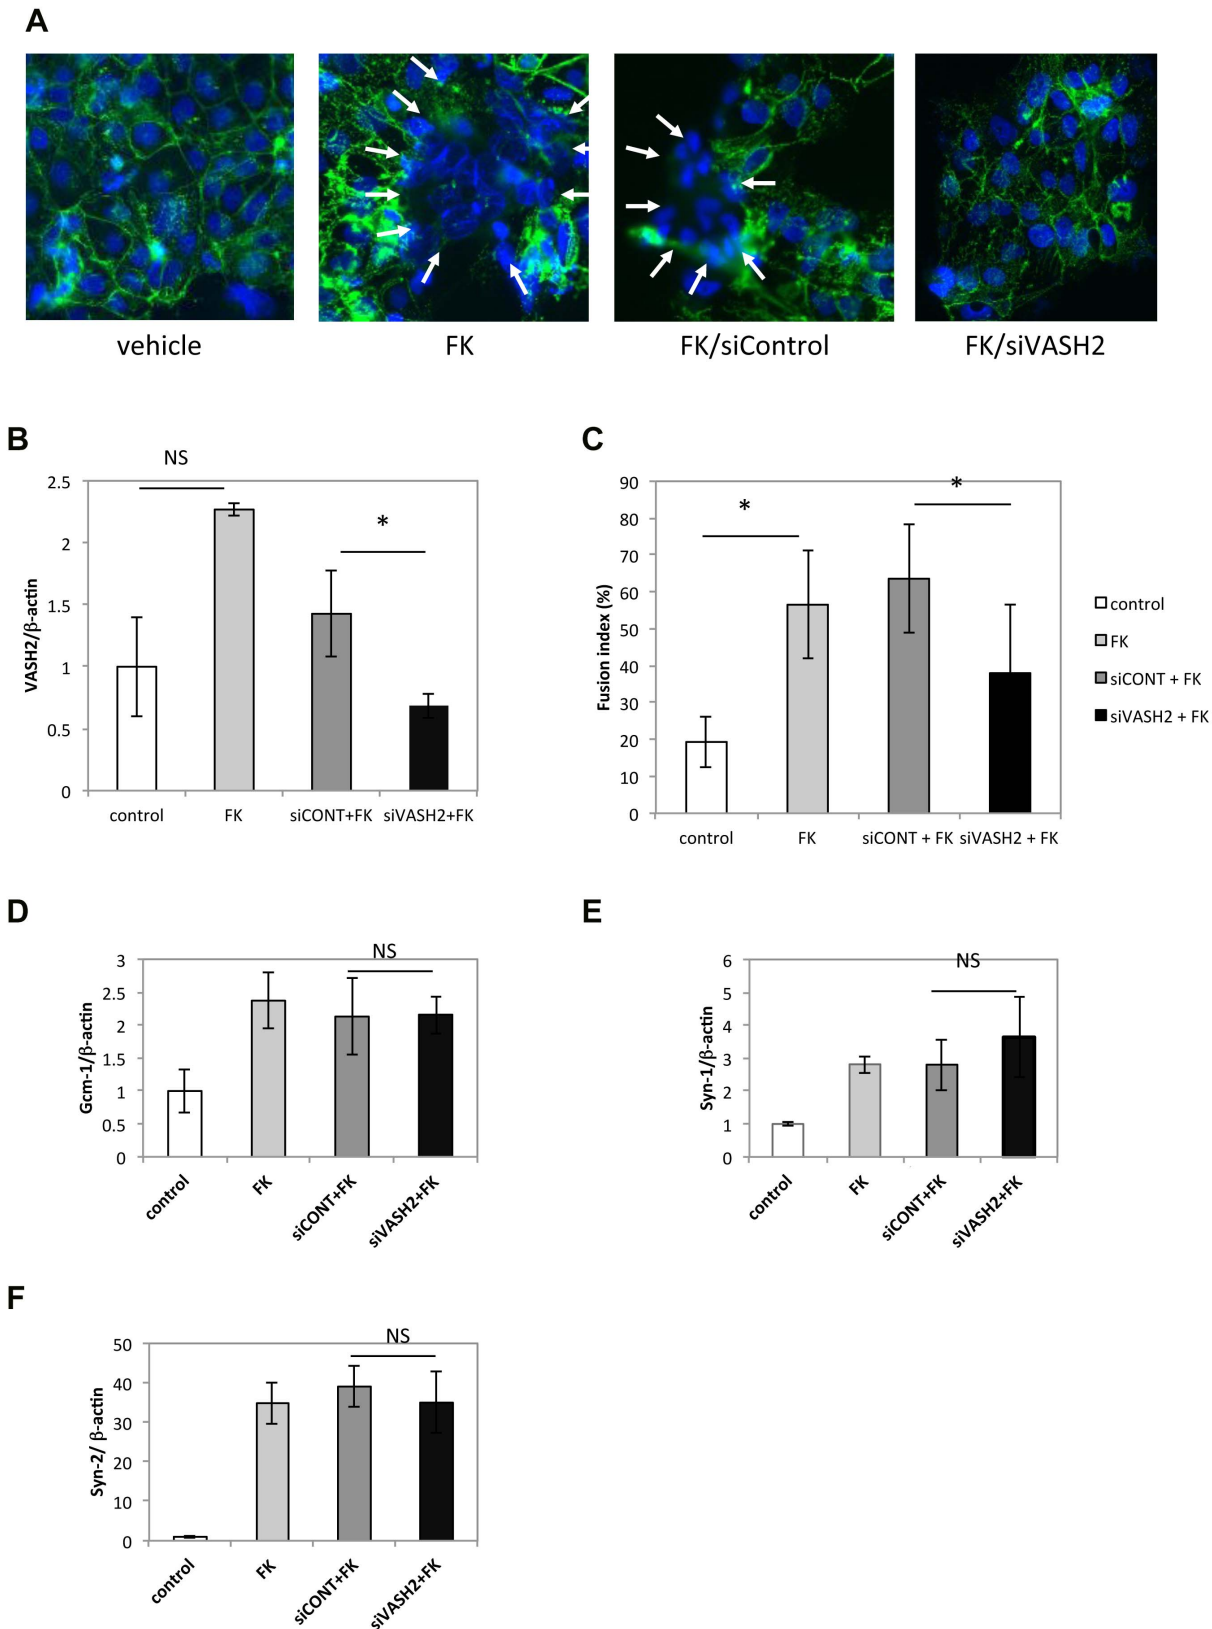 A
vehicle
FK
FK/siControl
FK/siVASH2
B
NS
*
2.5
2
1.5
1
0.5
0
VASH2/β-actin
control
FK
siCONT+FK
siVASH2+FK
C
*
*
90
80
70
60
50
40
30
20
10
0
Fusion index (%)
control
FK
siCONT + FK
siVASH2 + FK
control
FK
siCONT + FK
siVASH2 + FK
D
NS
3
2.5
2
1.5
1
0.5
0
Gcm-1/β-actin
control
FK
siCONT+FK
siVASH2+FK
E
NS
6
5
4
3
2
1
0
Syn-1/β-actin
control
FK
siCONT+FK
siVASH2+FK
F
NS
50
40
30
20
10
0
Syn-2/ β-actin
control
FK
siCONT+FK
siVASH2+FK